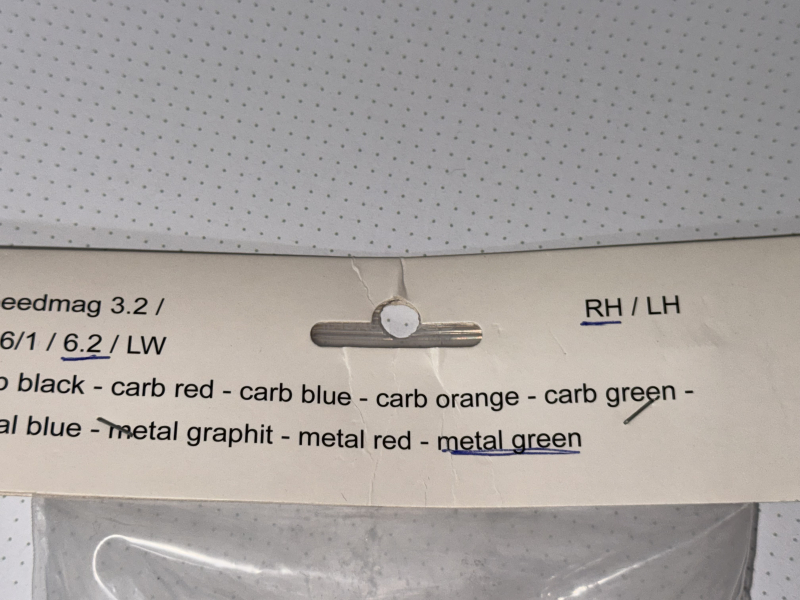 eedmag 3.2 /
RH / LH
6/1 / 6.2 / LW
black - carb red - carb blue - carb orange - carb green -
al blue - metal graphit - metal red - metal green